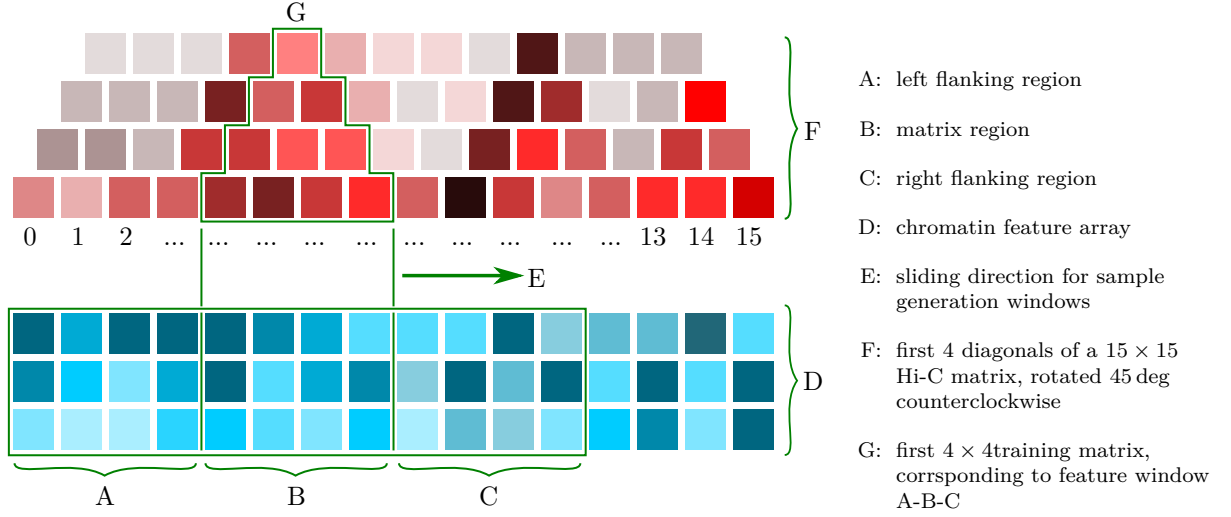 G
F
0 1 2 ... ... ... ... ... ... ... ... ... ... 13 14 15
E
D
A B C
A: left flanking region
B: matrix region
C: right flanking region
D: chromatin feature array
E: sliding direction for sample
generation windows
F: first 4 diagonals of a 15 × 15
Hi-C matrix, rotated 45 deg
counterclockwise
G: first 4 × 4training matrix,
corrsponding to feature window
A-B-C